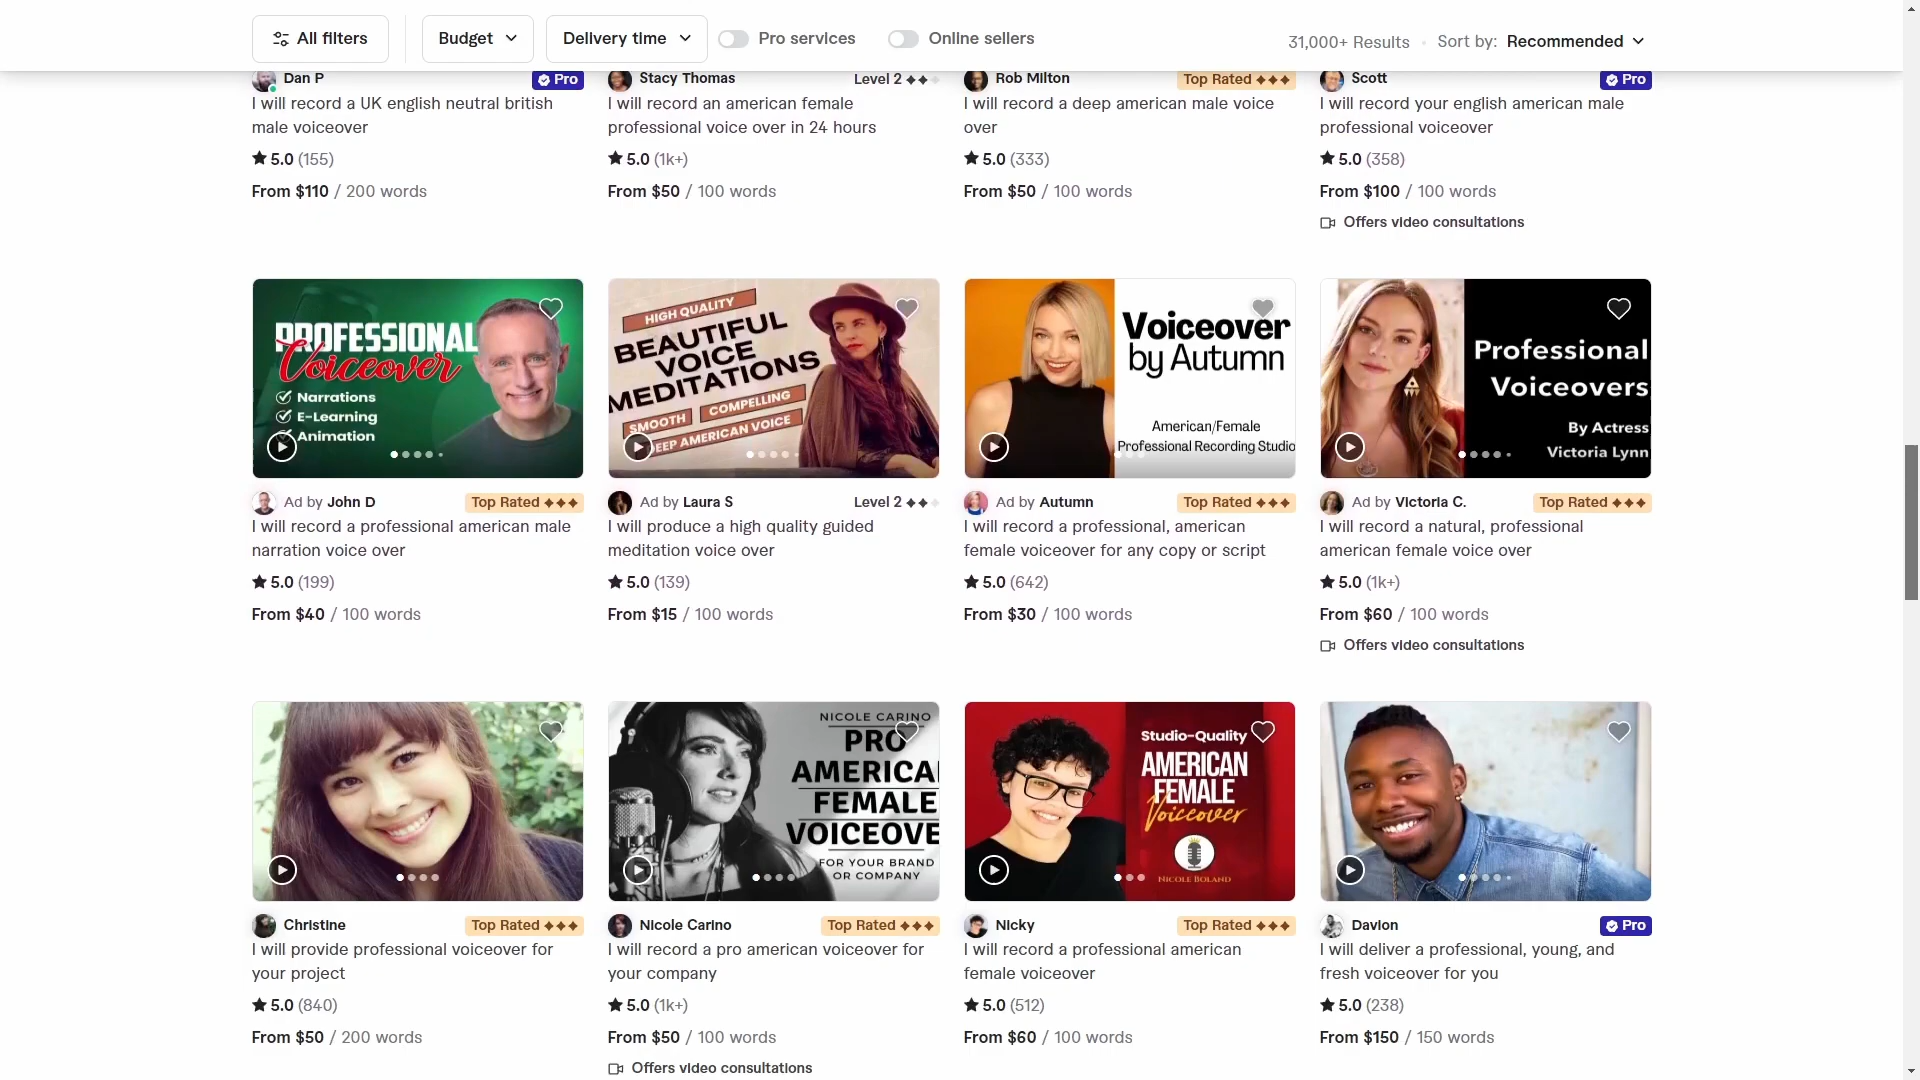 All filters
Budget
Delivery time
Pro services
Online sellers
31,000+ Results
Sort by: Recommended
Dan P
Pro
I will record a UK english neutral british
male voiceover
5.0 (155)
From $110 / 200 words
Stacy Thomas
Level 2
I will record an american female
professional voice over in 24 hours
5.0 (1k+)
From $50 / 100 words
Rob Milton
Top Rated
I will record a deep american male voice
over
5.0 (333)
From $50 / 100 words
Scott
Pro
I will record your english american male
professional voiceover
5.0 (358)
From $100 / 100 words
Offers video consultations
PROFESSIONAL
Voiceover
Narrations
E-Learning
Animation
Ad by John D
Top Rated
I will record a professional american male
narration voice over
5.0 (199)
From $40 / 100 words
HIGH QUALITY
BEAUTIFUL
VOICE
MEDITATIONS
SMOOTH
COMPELLING
DEEP AMERICAN VOICE
Ad by Laura S
Level 2
I will produce a high quality guided
meditation voice over
5.0 (139)
From $15 / 100 words
Voiceover
by Autumn
American/Female
Professional Recording Studio
Ad by Autumn
Top Rated
I will record a professional, american
female voiceover for any copy or script
5.0 (642)
From $30 / 100 words
Professional
Voiceovers
By Actress
Victoria Lynn
Ad by Victoria C.
Top Rated
I will record a natural, professional
american female voice over
5.0 (1k+)
From $60 / 100 words
Offers video consultations
Christine
Top Rated
I will provide professional voiceover for
your project
5.0 (840)
From $50 / 200 words
NICOLE CARINO
PRO
AMERICA
FEMALE
VOICEOVE
FOR YOUR BRAND
OR COMPANY
Nicole Carino
Top Rated
I will record a pro american voiceover for
your company
5.0 (1k+)
From $50 / 100 words
Offers video consultations
Studio-Quality
AMERICAN
FEMALE
Voiceover
NICOLE BOLAND
Nicky
Top Rated
I will record a professional american
female voiceover
5.0 (512)
From $60 / 100 words
Davion
Pro
I will deliver a professional, young, and
fresh voiceover for you
5.0 (238)
From $150 / 150 words